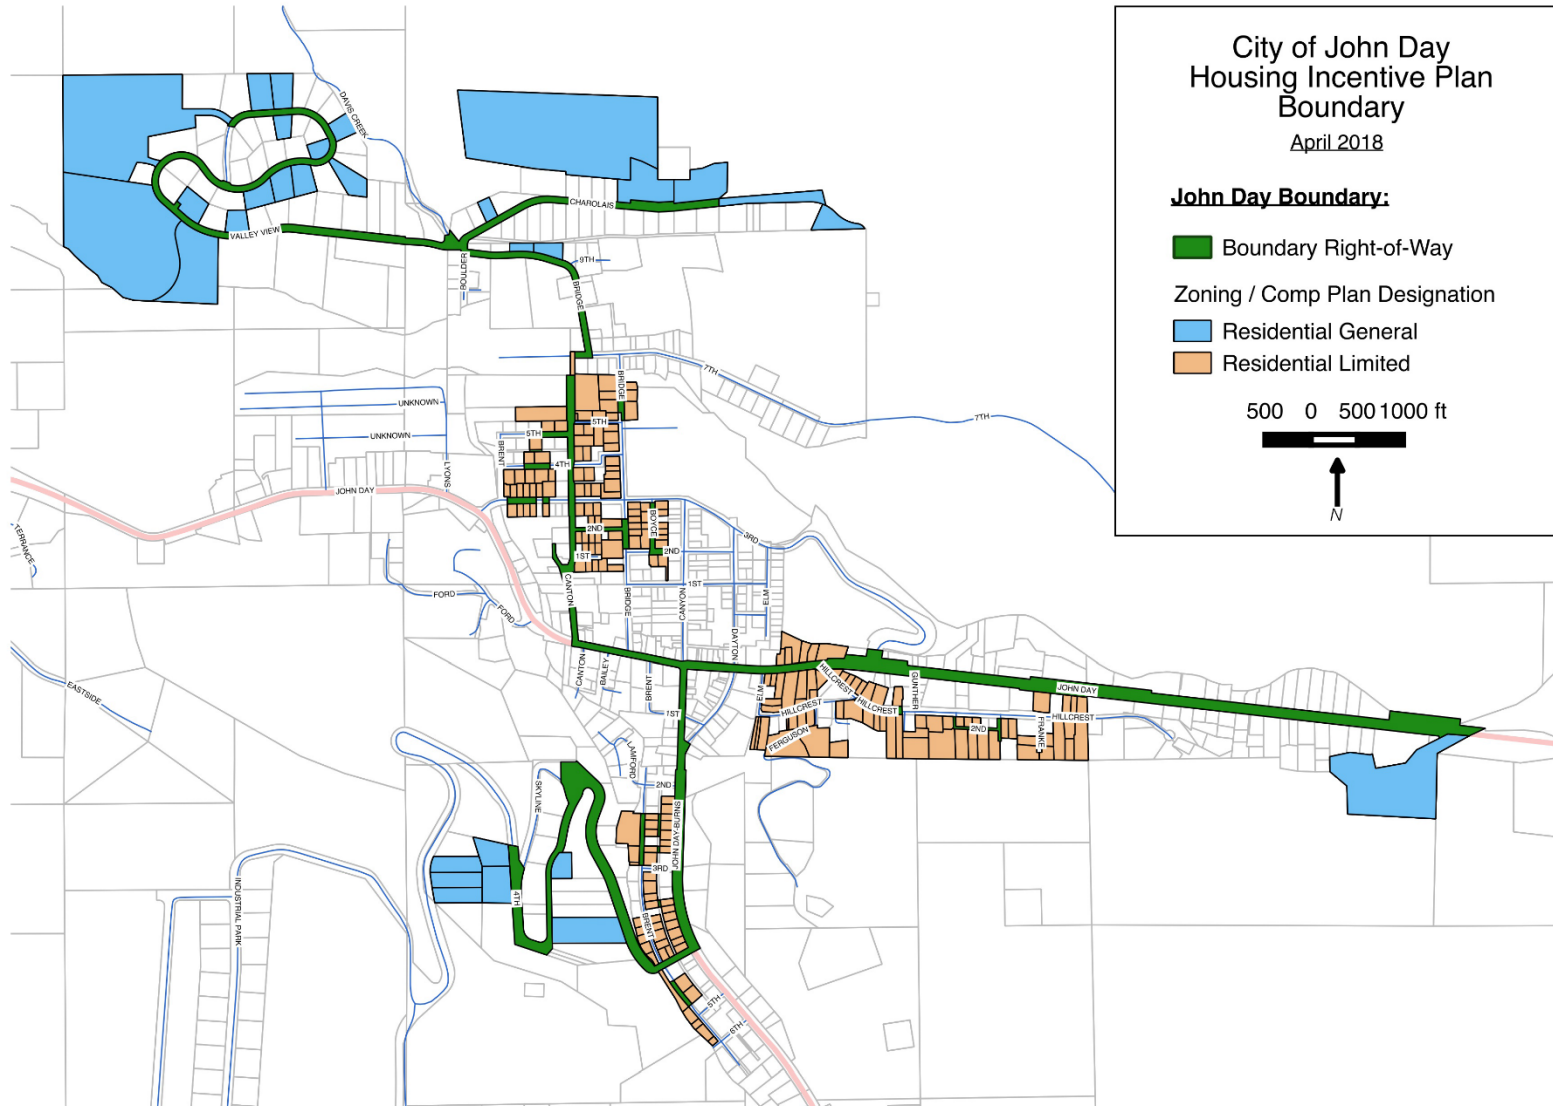 City of John Day
Housing Incentive Plan
Boundary
April 2018
John Day Boundary:
Boundary Right-of-Way
Zoning / Comp Plan Designation
Residential General
Residential Limited
500 0 500 1000 ft
N
DAVIS CREEK
CHAROLAIS
VALLEY VIEW
BOULDER
9TH
BRIDGE
7TH
BRIDGE
7TH
UNKNOWN
UNKNOWN
5TH
5TH
BRENT
4TH
LYONS
JOHN DAY
BOYCE
2ND
2ND
3RD
TERRANCE
1ST
1ST
CANTON
BRIDGE
CANYON
ELM
FORD
FORD
DAYTON
CANTON
BAILEY
BRENT
ELM
HILLCREST
GUNTHER
JOHN DAY
EASTSIDE
HILLCREST
HILLCREST
HILLCREST
1ST
2ND
FRANKE
FERGUSON
LAMFORD
SKYLINE
2ND
JOHN DAY-BURNS
3RD
4TH
BRENT
INDUSTRIAL PARK
5TH
6TH